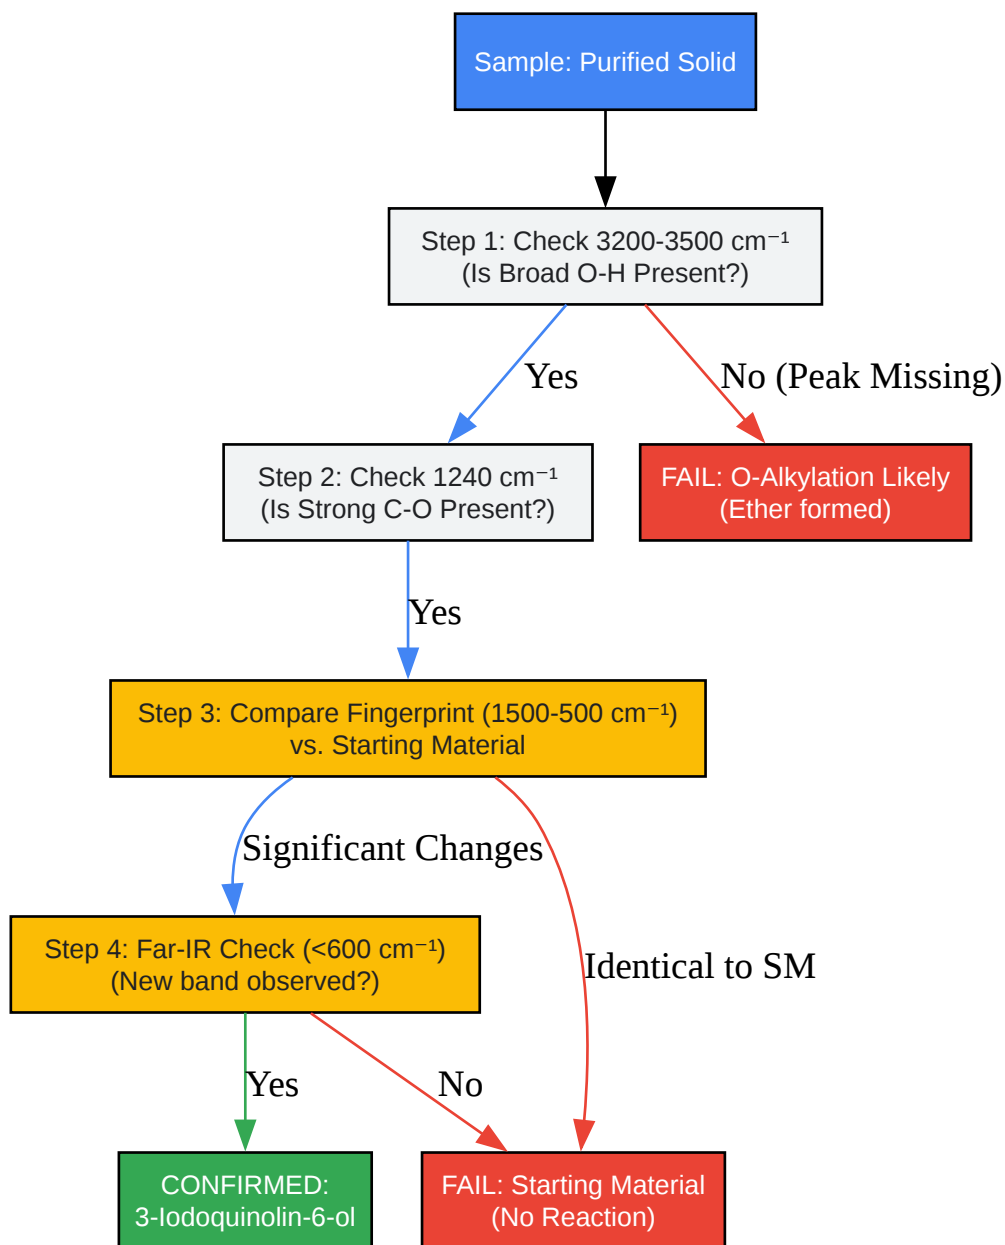 Sample: Purified Solid
Step 1: Check 3200-3500 cm⁻¹
(Is Broad O-H Present?)
Yes
No (Peak Missing)
Step 2: Check 1240 cm⁻¹
(Is Strong C-O Present?)
FAIL: O-Alkylation Likely
(Ether formed)
Yes
Step 3: Compare Fingerprint (1500-500 cm⁻¹)
vs. Starting Material
Significant Changes
Step 4: Far-IR Check (<600 cm⁻¹)
(New band observed?)
Identical to SM
Yes
No
CONFIRMED:
3-Iodoquinolin-6-ol
FAIL: Starting Material
(No Reaction)